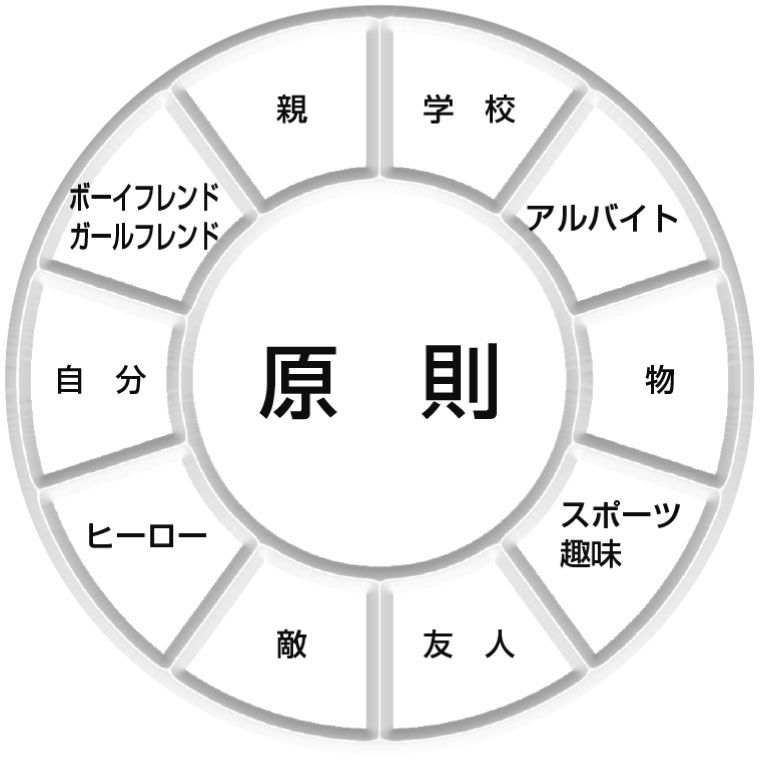 親
学 校
アルバイト
物
スポーツ
趣味
友 人
敵
ヒーロー
自 分
ボーイフレンド
ガールフレンド
原 則